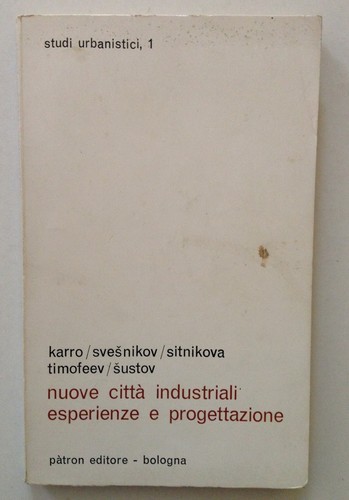 studi urbanistici, 1
karro/svešnikov/sitnikova
timofeev/šustov
nuove città industriali
esperienze e progettazione
pàtron editore - bologna